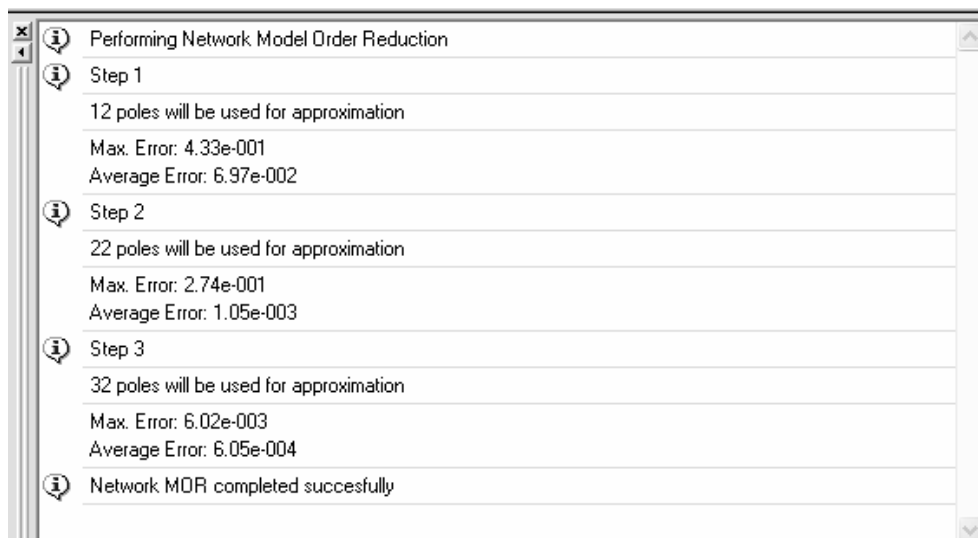 Performing Network Model Order Reduction
Step 1
12 poles will be used for approximation
Max. Error: 4.33e-001
Average Error: 6.97e-002
Step 2
22 poles will be used for approximation
Max. Error: 2.74e-001
Average Error: 1.05e-003
Step 3
32 poles will be used for approximation
Max. Error: 6.02e-003
Average Error: 6.05e-004
Network MOR completed succesfully